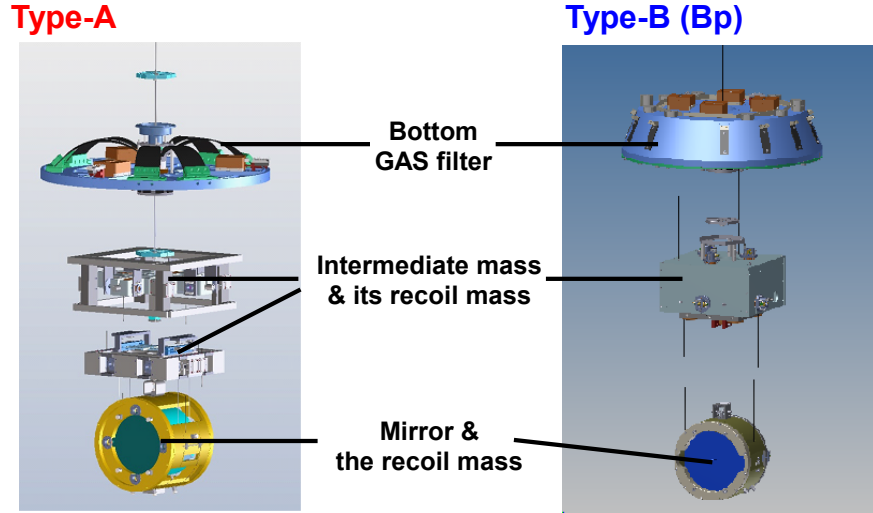 Type-A
Type-B (Bp)
Bottom
GAS filter
Intermediate mass
& its recoil mass
Mirror &
the recoil mass